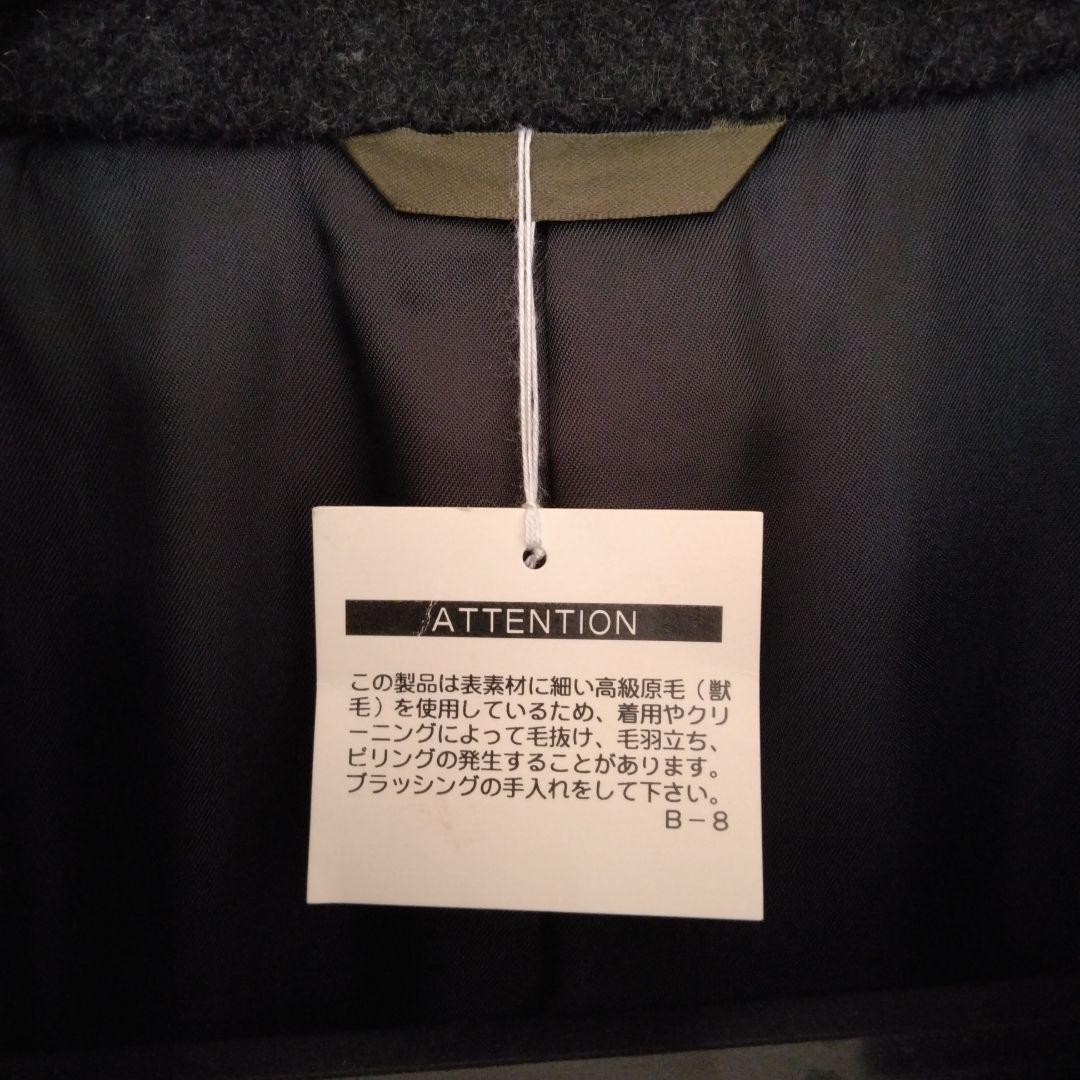 ATTENTION
この製品は表素材に細い高級原毛（獣
毛）を使用しているため、着用やクリ
ーニングによって毛抜け、毛羽立ち、
ピリングの発生することがあります。
ブラッシングの手入れをして下さい。
B－8